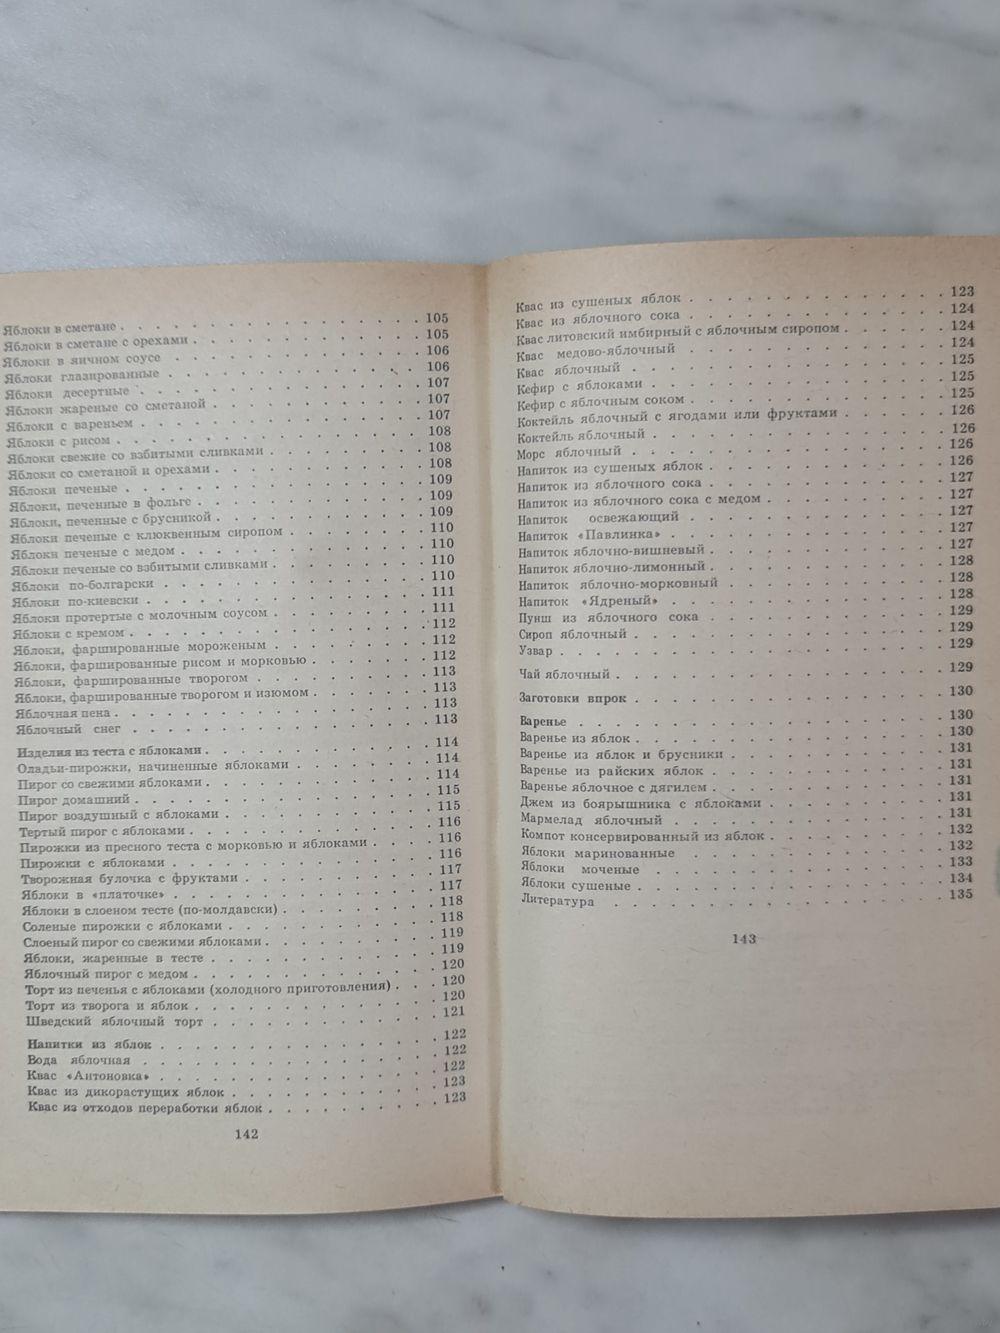 Яблоки в сметане . . . . . . . . . . 105
Яблоки в сметане с орехами . . . . . . . . . . 105
Яблоки в яичном соусе . . . . . . . . . . 106
Яблоки глазированные . . . . . . . . . . 106
Яблоки десертные . . . . . . . . . . 107
Яблоки жареные со сметаной . . . . . . . . . . 107
Яблоки с вареньем . . . . . . . . . . 107
Яблоки с рисом . . . . . . . . . . 108
Яблоки свежие со взбитыми сливками . . . . . . . . 108
Яблоки со сметаной и орехами . . . . . . . . . . 108
Яблоки печеные . . . . . . . . . . 109
Яблоки, печенные в фольге . . . . . . . . . . 109
Яблоки, печенные с брусникой . . . . . . . . . . 109
Яблоки печеные с клюквенным сиропом . . . . . . . 110
Яблоки печеные с медом . . . . . . . . . . 110
Яблоки печеные со взбитыми сливками . . . . . . . . 110
Яблоки по-болгарски . . . . . . . . . . 110
Яблоки по-киевски . . . . . . . . . . 111
Яблоки протертые с молочным соусом . . . . . . . . 111
Яблоки с кремом . . . . . . . . . . 112
Яблоки, фаршированные мороженым . . . . . . . . 112
Яблоки, фаршированные рисом и морковью . . . . . . 112
Яблоки, фаршированные творогом . . . . . . . . 113
Яблоки, фаршированные творогом и изюмом . . . . . . 113
Яблочная пена . . . . . . . . . . 113
Яблочный снег . . . . . . . . . . 113
Изделия из теста с яблоками . . . . . . . . . . 114
Оладьи-пирожки, начиненные яблоками . . . . . . . 114
Пирог со свежими яблоками . . . . . . . . . . 114
Пирог домашний . . . . . . . . . . 115
Пирог воздушный с яблоками . . . . . . . . . . 115
Тертый пирог с яблоками . . . . . . . . . . 116
Пирожки из пресного теста с морковью и яблоками . . . . 116
Пирожки с яблоками . . . . . . . . . . 116
Творожная булочка с фруктами . . . . . . . . . . 117
Яблоки в «платочке» . . . . . . . . . . 117
Яблоки в слоеном тесте (по-молдавски) . . . . . . . . 118
Соленые пирожки с яблоками . . . . . . . . . . 118
Слоеный пирог со свежими яблоками . . . . . . . . 119
Яблоки, жаренные в тесте . . . . . . . . . . 119
Яблочный пирог с медом . . . . . . . . . . 120
Торт из печенья с яблоками (холодного приготовления) . . . 120
Торт из творога и яблок . . . . . . . . . . 120
Шведский яблочный торт . . . . . . . . . . 121
Напитки из яблок . . . . . . . . . . 122
Вода яблочная . . . . . . . . . . 122
Квас «Антоновка» . . . . . . . . . . 122
Квас из дикорастущих яблок . . . . . . . . . . 123
Квас из отходов переработки яблок . . . . . . . . 123
142
Квас из сушеных яблок . . . . . . . . . . 123
Квас из яблочного сока . . . . . . . . . . 124
Квас литовский имбирный с яблочным сиропом . . . . . 124
Квас медово-яблочный . . . . . . . . . . 124
Квас яблочный . . . . . . . . . . 125
Кефир с яблоками . . . . . . . . . . 125
Кефир с яблочным соком . . . . . . . . . . 125
Коктейль яблочный с ягодами или фруктами . . . . . 126
Коктейль яблочный . . . . . . . . . . 126
Морс яблочный . . . . . . . . . . 126
Напиток из сушеных яблок . . . . . . . . . . 126
Напиток из яблочного сока . . . . . . . . . . 127
Напиток из яблочного сока с медом . . . . . . . . 127
Напиток освежающий . . . . . . . . . . 127
Напиток «Павлинка» . . . . . . . . . . 127
Напиток яблочно-вишневый . . . . . . . . . . 127
Напиток яблочно-лимонный . . . . . . . . . . 128
Напиток яблочно-морковный . . . . . . . . . . 128
Напиток «Ядреный» . . . . . . . . . . 128
Пунш из яблочного сока . . . . . . . . . . 129
Сироп яблочный . . . . . . . . . . 129
Узвар . . . . . . . . . . 129
Чай яблочный . . . . . . . . . . 129
Заготовки впрок . . . . . . . . . . 130
Варенье . . . . . . . . . . 130
Варенье из яблок . . . . . . . . . . 130
Варенье из яблок и брусники . . . . . . . . . . 131
Варенье из райских яблок . . . . . . . . . . 131
Варенье яблочное с дягилем . . . . . . . . . . 131
Джем из боярышника с яблоками . . . . . . . . 131
Мармелад яблочный . . . . . . . . . . 131
Компот консервированный из яблок . . . . . . . . 132
Яблоки маринованные . . . . . . . . . . 132
Яблоки моченые . . . . . . . . . . 133
Яблоки сушеные . . . . . . . . . . 134
Литература . . . . . . . . . . 135
143